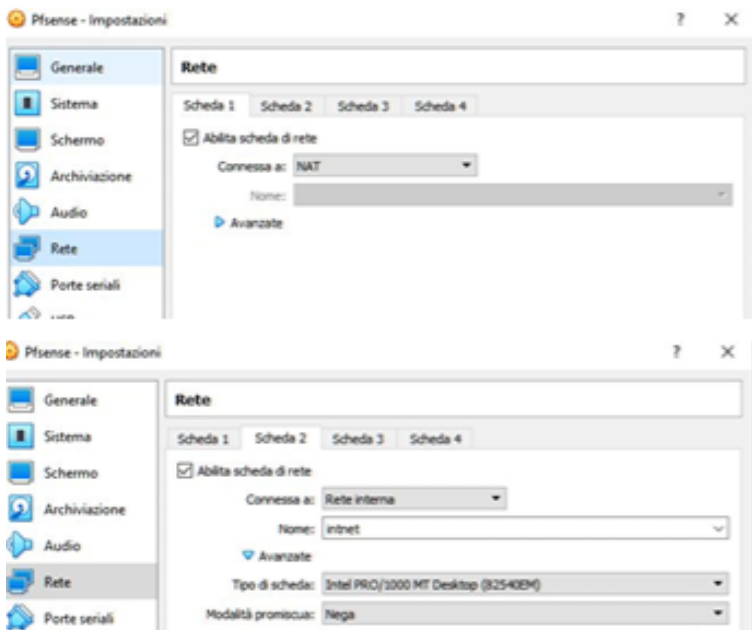 Pfsense - Impostazioni ? ×
Generale
Rete
Sistema
Scheda 1 Scheda 2 Scheda 3 Scheda 4
Schermo
Abilita scheda di rete
Connessa a: NAT
Archiviazione
Nome:
Audio
Avanzate
Rete
Porte seriali
USB
Pfsense - Impostazioni ? ×
Generale
Rete
Sistema
Scheda 1 Scheda 2 Scheda 3 Scheda 4
Schermo
Abilita scheda di rete
Connessa a: Rete interna
Archiviazione
Nome: intnet
Audio
Avanzate
Rete
Tipo di scheda: Intel PRO/1000 MT Desktop (82540EM)
Porte seriali
Modalità promiscua: Nega